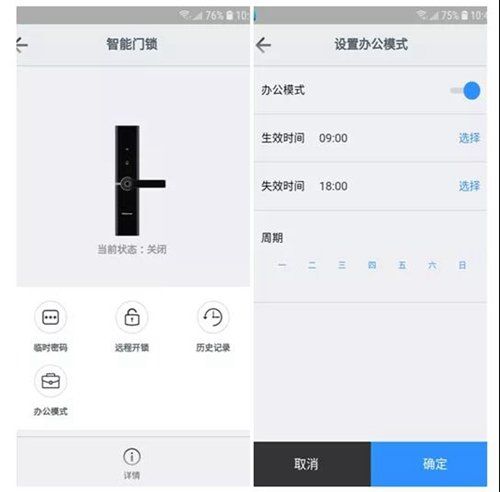 76% 10:
智能门锁
当前状态：关闭
临时密码 远程开锁 历史记录
办公模式
详情
75% 10:4
设置办公模式
办公模式
生效时间 09:00 选择
失效时间 18:00 选择
周期
一 二 三 四 五 六 日
取消 确定